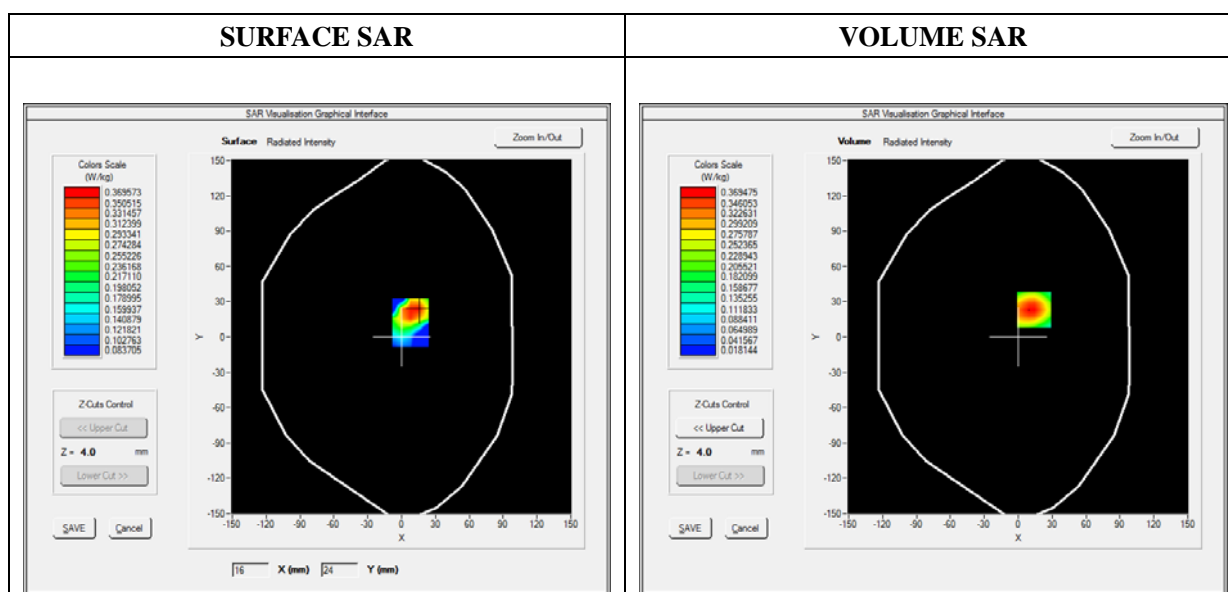 SURFACE SAR
VOLUME SAR
SAR Visualisation Graphical Interface
Surface Radiated Intensity
Zoom In/Out
Colors Scale
(W/kg)
0.369573
0.350515
0.331457
0.312399
0.293341
0.274284
0.255226
0.236168
0.217110
0.198052
0.178995
0.159937
0.140879
0.121821
0.102763
0.083705
Z-Cuts Control
<< Upper Cut
Z = 4.0 mm
Lower Cut >>
SAVE Cancel
150
120
90
60
30
0
-30
-60
-90
-120
-150
Y
-150 -120 -90 -60 -30 0 30 60 90 120 150
X
16 X (mm) 24 Y (mm)
SAR Visualisation Graphical Interface
Volume Radiated Intensity
Zoom In/Out
Colors Scale
(W/kg)
0.369475
0.346053
0.322631
0.299209
0.275787
0.252365
0.228943
0.205521
0.182099
0.158677
0.135255
0.111833
0.088411
0.064989
0.041567
0.018144
Z-Cuts Control
<< Upper Cut
Z = 4.0 mm
Lower Cut >>
SAVE Cancel
150
120
90
60
30
0
-30
-60
-90
-120
-150
Y
-150 -120 -90 -60 -30 0 30 60 90 120 150
X